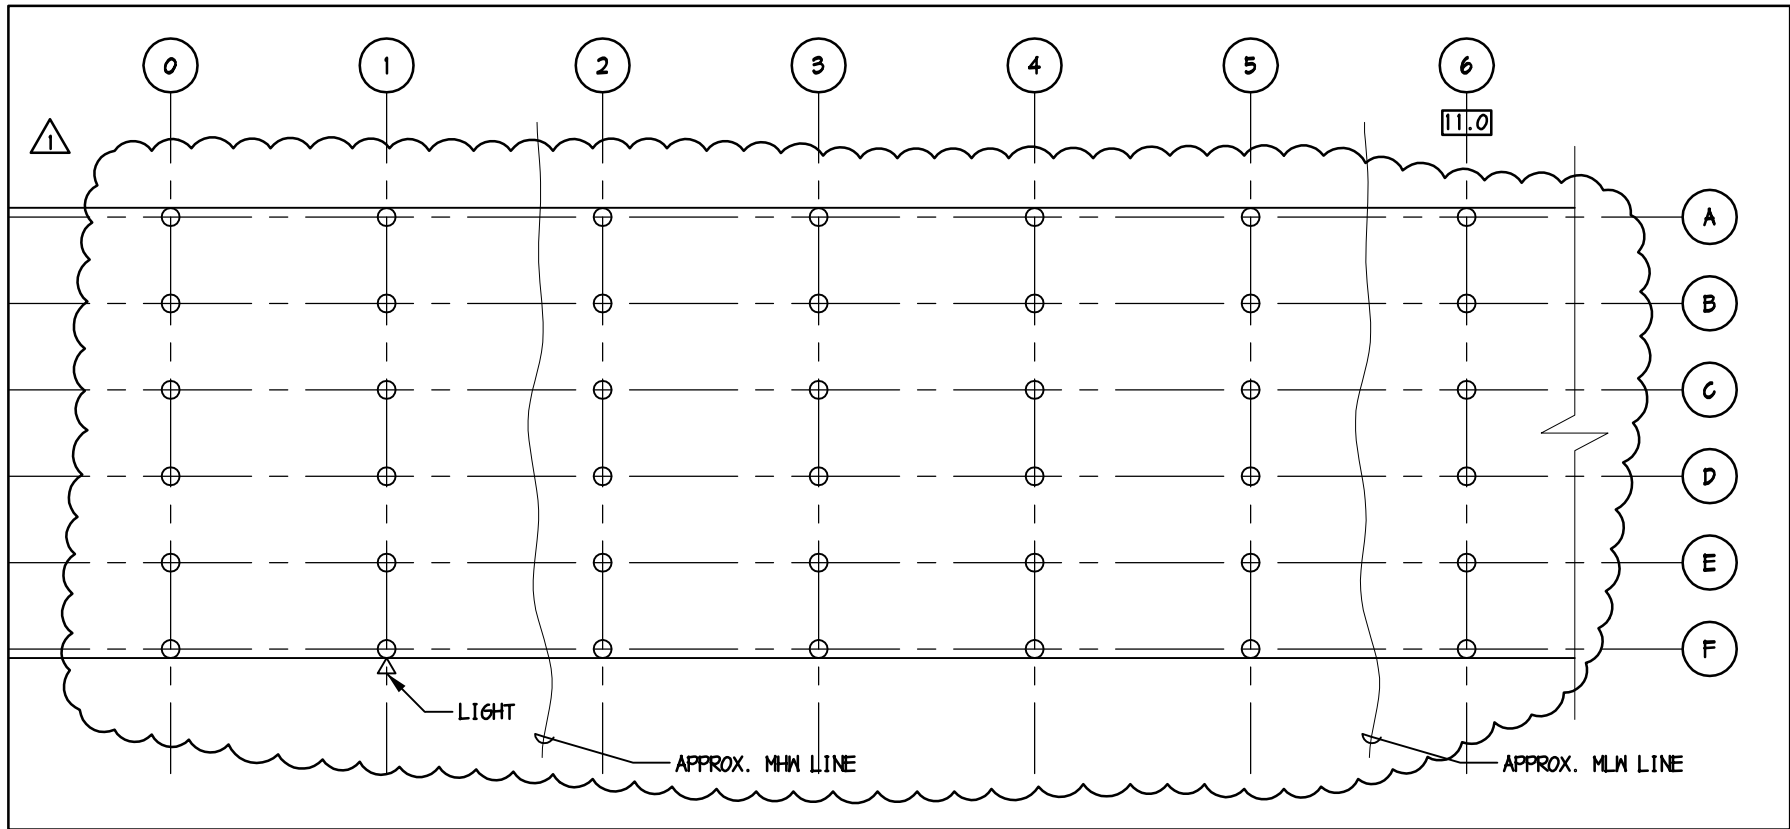 0 1 2 3 4 5 6
1
11.0
A
B
C
D
E
F
LIGHT
APPROX. MHW LINE
APPROX. MLW LINE